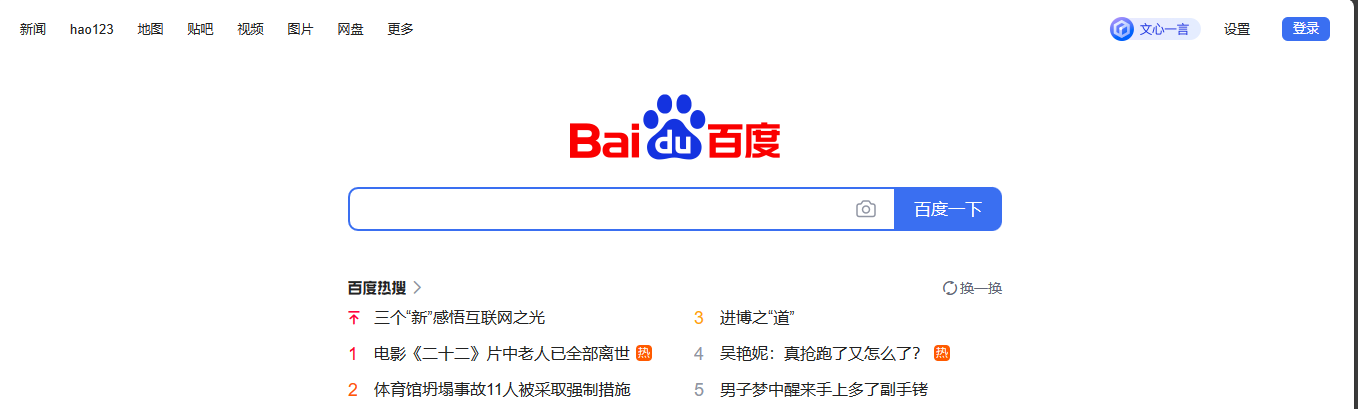 新闻 hao123 地图 贴吧 视频 图片 网盘 更多 文心一言 设置 登录
Bai du 百度
百度一下
百度热搜 换一换
三个“新”感悟互联网之光 3 进博之“道”
1 电影《二十二》片中老人已全部离世 热 4 吴艳妮：真抢跑了又怎么了？ 热
2 体育馆坍塌事故11人被采取强制措施 5 男子梦中醒来手上多了副手铐